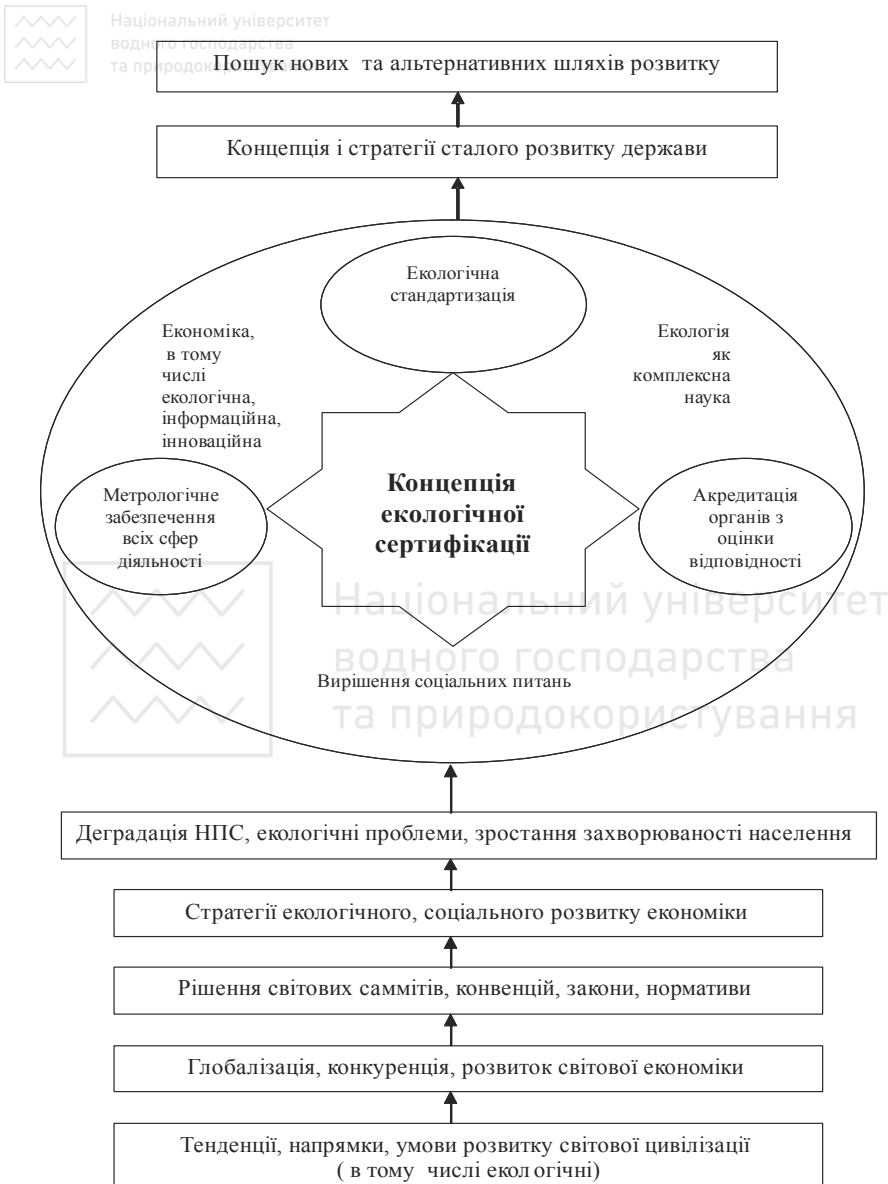 Національний університет
водного господарства
та природокористування
Пошук нових та альтернативних шляхів розвитку
Концепція і стратегії сталого розвитку держави
Екологічна
стандартизація
Економіка,
в тому
числі
екологічна,
інформаційна,
інноваційна
Екологія
як
комплексна
наука
Концепція
екологічної
сертифікації
Метрологічне
забезпечення
всіх сфер
діяльності
Акредитація
органів з
оцінки
відповідності
Національний університет
водного господарства
та природокористування
Вирішення соціальних питань
Деградація НПС, екологічні проблеми, зростання захворюваності населення
Стратегії екологічного, соціального розвитку економіки
Рішення світових саммітів, конвенцій, закони, нормативи
Глобалізація, конкуренція, розвиток світової економіки
Тенденції, напрямки, умови розвитку світової цивілізації
( в тому числі екологічні)